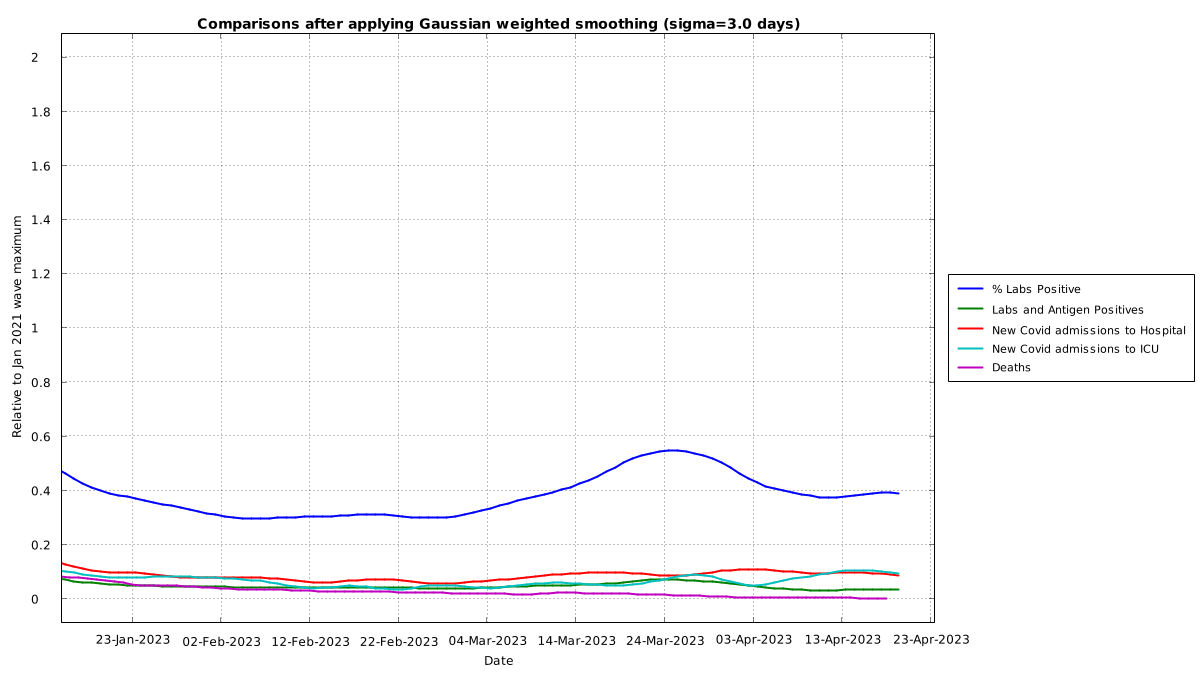 Comparisons after applying Gaussian weighted smoothing (sigma=3.0 days)
Relative to Jan 2021 wave maximum
2
1.8
1.6
1.4
1.2
1
0.8
0.6
0.4
0.2
0
23-Jan-2023 02-Feb-2023 12-Feb-2023 22-Feb-2023 04-Mar-2023 14-Mar-2023 24-Mar-2023 03-Apr-2023 13-Apr-2023 23-Apr-2023
Date
% Labs Positive
Labs and Antigen Positives
New Covid admissions to Hospital
New Covid admissions to ICU
Deaths